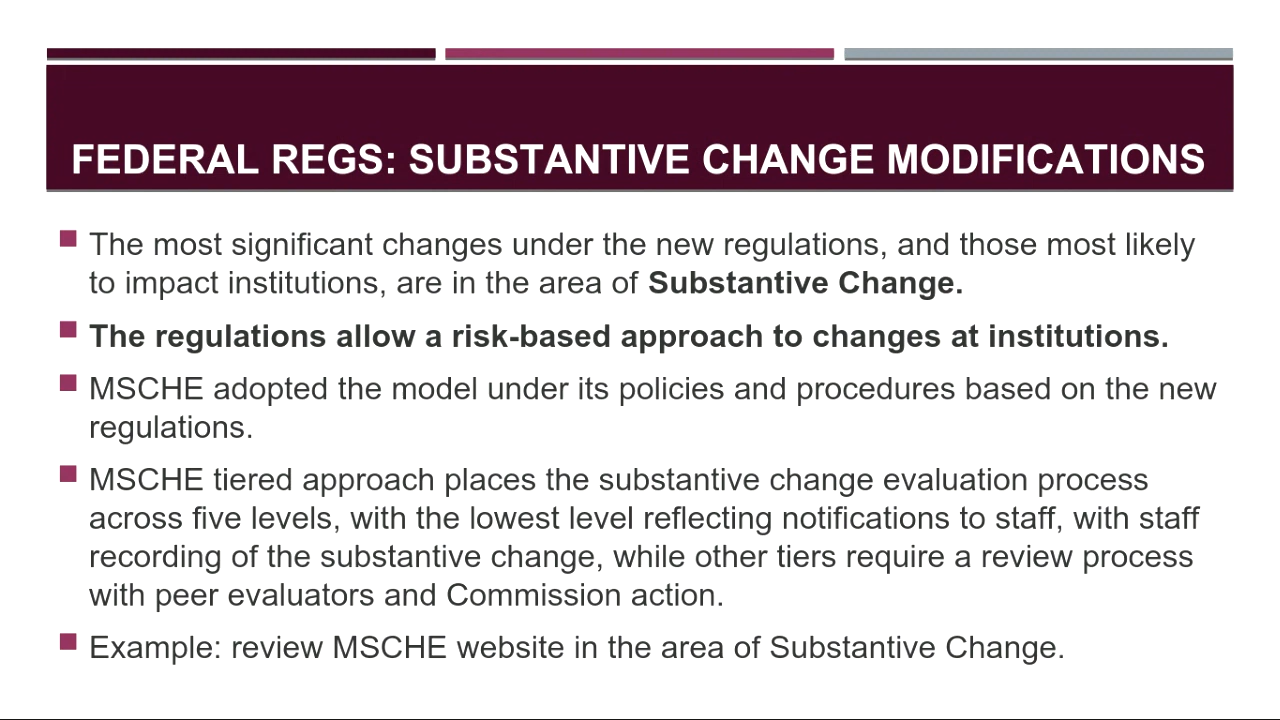 FEDERAL REGS: SUBSTANTIVE CHANGE MODIFICATIONS
The most significant changes under the new regulations, and those most likely
to impact institutions, are in the area of Substantive Change.
The regulations allow a risk-based approach to changes at institutions.
MSCHE adopted the model under its policies and procedures based on the new
regulations.
MSCHE tiered approach places the substantive change evaluation process
across five levels, with the lowest level reflecting notifications to staff, with staff
recording of the substantive change, while other tiers require a review process
with peer evaluators and Commission action.
Example: review MSCHE website in the area of Substantive Change.